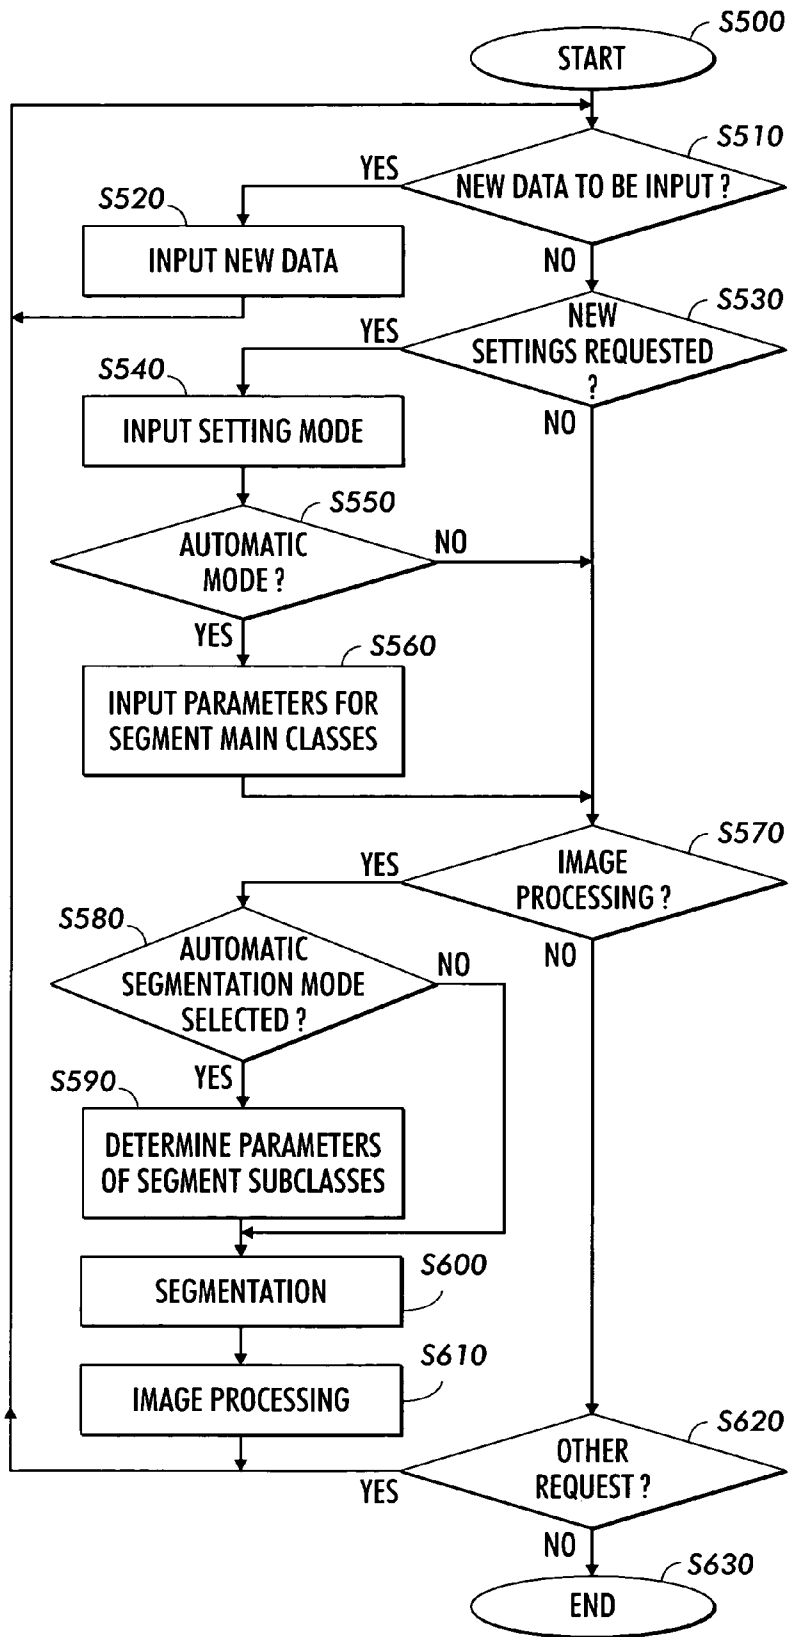 S500
START
S510
YES
NEW DATA TO BE INPUT ?
S520
INPUT NEW DATA
NO
S530
YES
NEW
SETTINGS REQUESTED
?
S540
INPUT SETTING MODE
NO
S550
AUTOMATIC
MODE ?
NO
YES
S560
INPUT PARAMETERS FOR
SEGMENT MAIN CLASSES
S570
YES
IMAGE
PROCESSING ?
S580
AUTOMATIC
SEGMENTATION MODE
SELECTED ?
NO
NO
YES
S590
DETERMINE PARAMETERS
OF SEGMENT SUBCLASSES
S600
SEGMENTATION
S610
IMAGE PROCESSING
S620
OTHER
REQUEST ?
YES
NO
S630
END